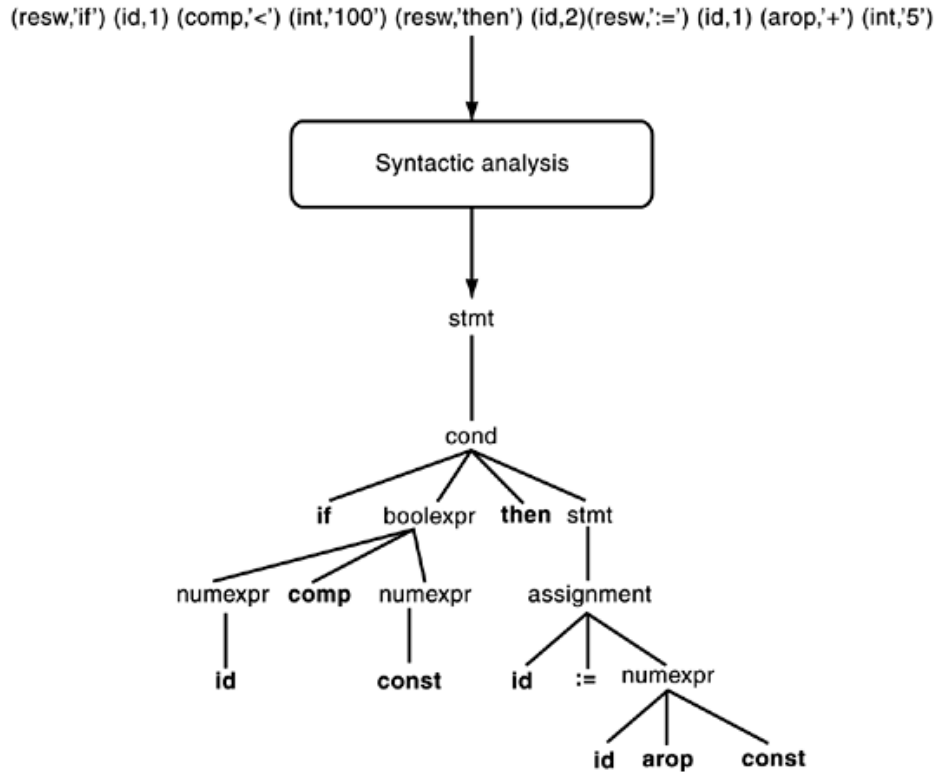 (resw,'if') (id,1) (comp,'<') (int,'100') (resw,'then') (id,2)(resw,':=') (id,1) (arop,'+') (int,'5')
Syntactic analysis
stmt
cond
if boolexpr then stmt
numexpr comp numexpr assignment
id const id := numexpr
id arop const